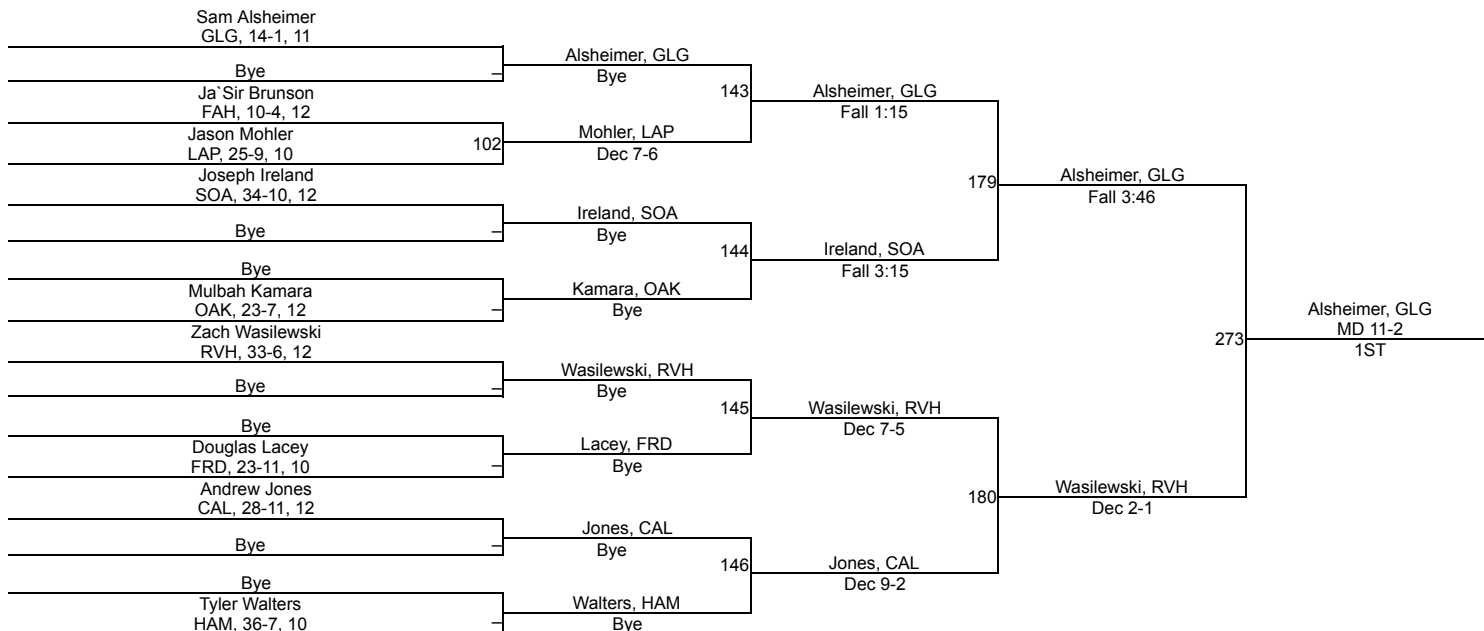 Sam Alsheimer
GLG, 14-1, 11
Bye
Ja`Sir Brunson
FAH, 10-4, 12
Jason Mohler
LAP, 25-9, 10
102
Joseph Ireland
SOA, 34-10, 12
Bye
Bye
Mulbah Kamara
OAK, 23-7, 12
Zach Wasilewski
RVH, 33-6, 12
Bye
Bye
Douglas Lacey
FRD, 23-11, 10
Andrew Jones
CAL, 28-11, 12
Bye
Bye
Tyler Walters
HAM, 36-7, 10
Alsheimer, GLG
Bye
143
Mohler, LAP
Dec 7-6
Ireland, SOA
Bye
144
Kamara, OAK
Bye
Wasilewski, RVH
Bye
145
Lacey, FRD
Bye
Jones, CAL
Bye
146
Walters, HAM
Bye
Alsheimer, GLG
Fall 1:15
179
Ireland, SOA
Fall 3:15
Wasilewski, RVH
Dec 7-5
180
Jones, CAL
Dec 9-2
Alsheimer, GLG
Fall 3:46
273
Wasilewski, RVH
Dec 2-1
Alsheimer, GLG
MD 11-2
1ST